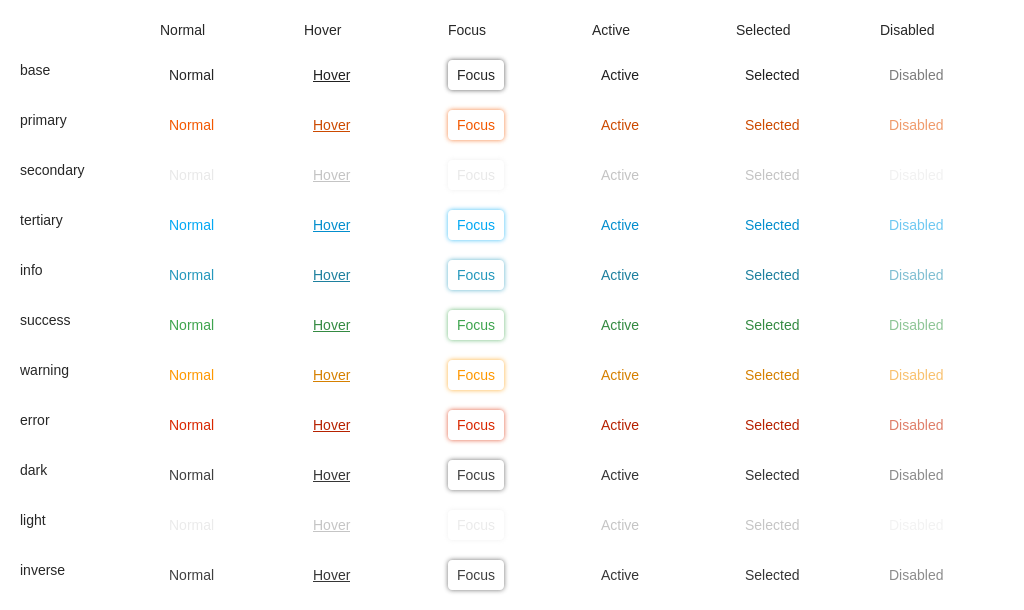 Normal Hover Focus Active Selected Disabled
base Normal Hover Focus Active Selected Disabled
primary Normal Hover Focus Active Selected Disabled
secondary Normal Hover Focus Active Selected Disabled
tertiary Normal Hover Focus Active Selected Disabled
info Normal Hover Focus Active Selected Disabled
success Normal Hover Focus Active Selected Disabled
warning Normal Hover Focus Active Selected Disabled
error Normal Hover Focus Active Selected Disabled
dark Normal Hover Focus Active Selected Disabled
light Normal Hover Focus Active Selected Disabled
inverse Normal Hover Focus Active Selected Disabled